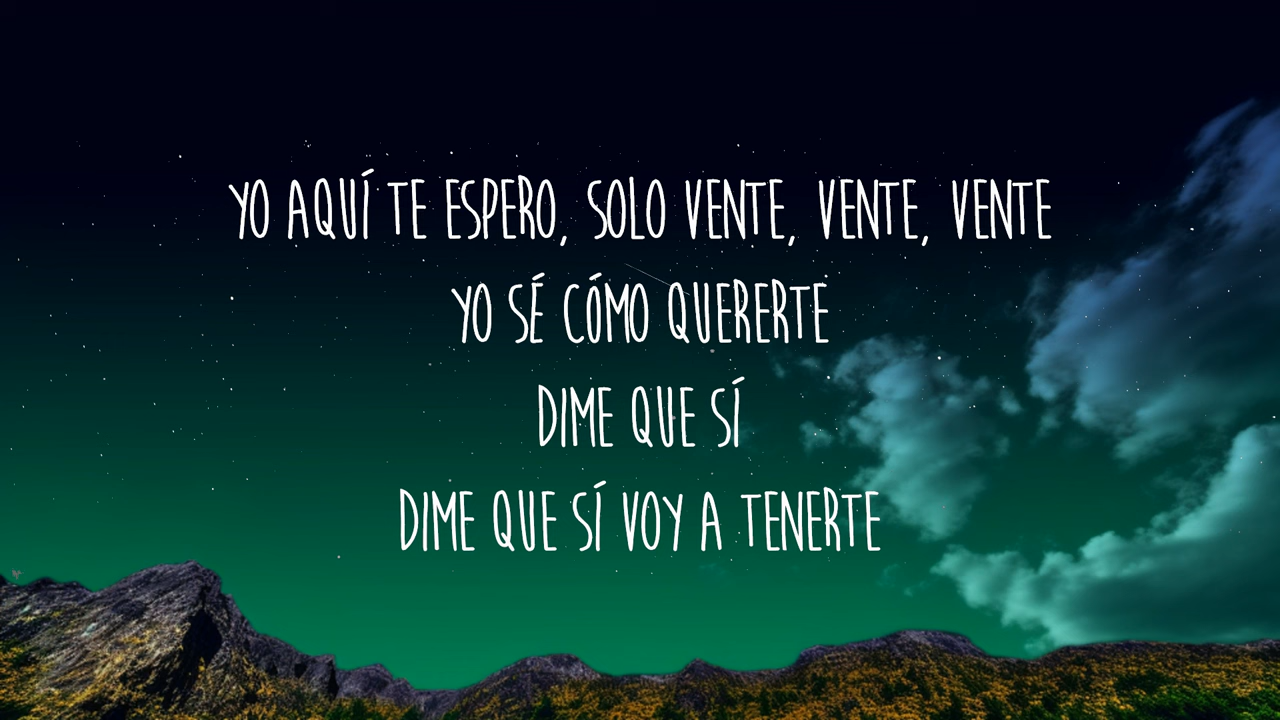 YO AQUÍ TE ESPERO, SOLO VENTE, VENTE, VENTE
YO SÉ CÓMO QUERERTE
DIME QUE SÍ
DIME QUE SÍ VOY A TENERTE